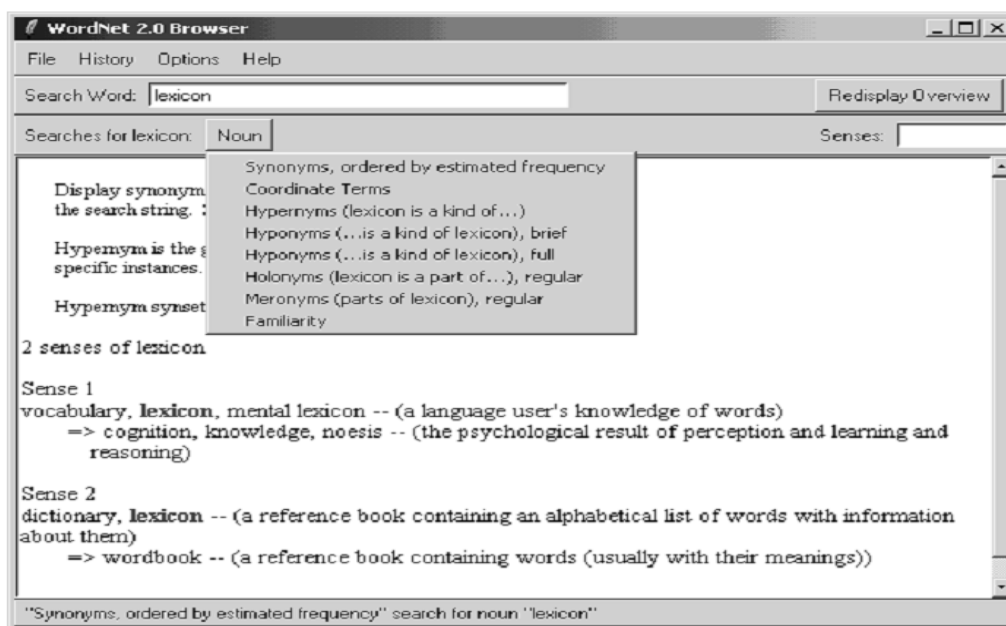 WordNet 2.0 Browser
File History Options Help
Search Word: lexicon Redisplay Overview
Searches for lexicon: Noun Senses:
Synonyms, ordered by estimated frequency
Coordinate Terms
Hypernyms (lexicon is a kind of...)
Hyponyms (...is a kind of lexicon), brief
Hyponyms (...is a kind of lexicon), full
Holonyms (lexicon is a part of...), regular
Meronyms (parts of lexicon), regular
Familiarity
Display synonym
the search string.
Hypernym is the
specific instances.
Hypernym synset
2 senses of lexicon
Sense 1
vocabulary, lexicon, mental lexicon -- (a language user's knowledge of words)
=> cognition, knowledge, noesis -- (the psychological result of perception and learning and
reasoning)
Sense 2
dictionary, lexicon -- (a reference book containing an alphabetical list of words with information
about them)
=> wordbook -- (a reference book containing words (usually with their meanings))
"Synonyms, ordered by estimated frequency" search for noun "lexicon"